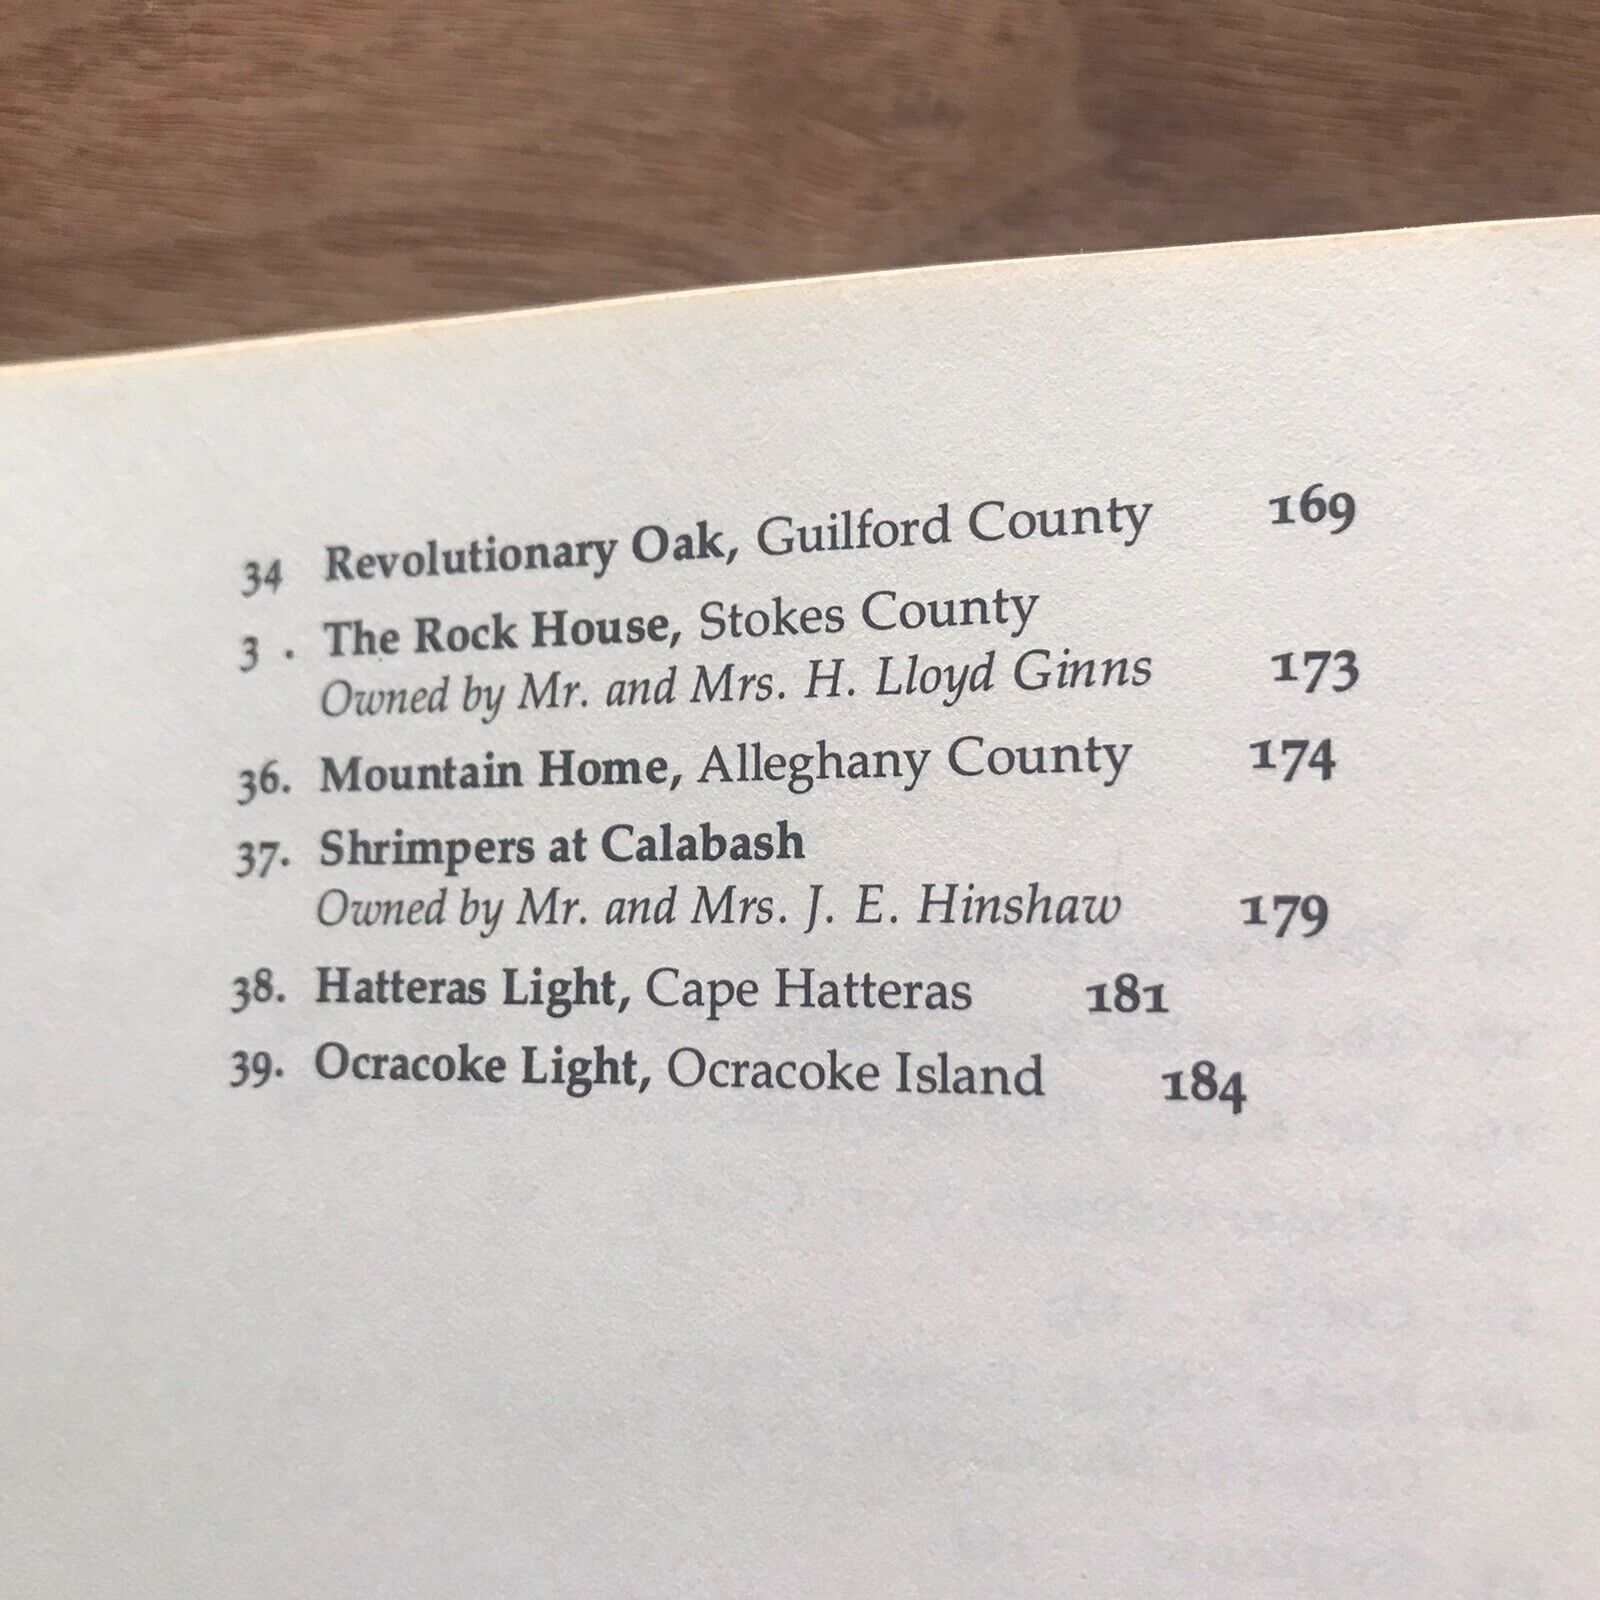 34 Revolutionary Oak, Guilford County 169
3 . The Rock House, Stokes County
Owned by Mr. and Mrs. H. Lloyd Ginns 173
36. Mountain Home, Alleghany County 174
37. Shrimpers at Calabash
Owned by Mr. and Mrs. J. E. Hinshaw 179
38. Hatteras Light, Cape Hatteras 181
39. Ocracoke Light, Ocracoke Island 184